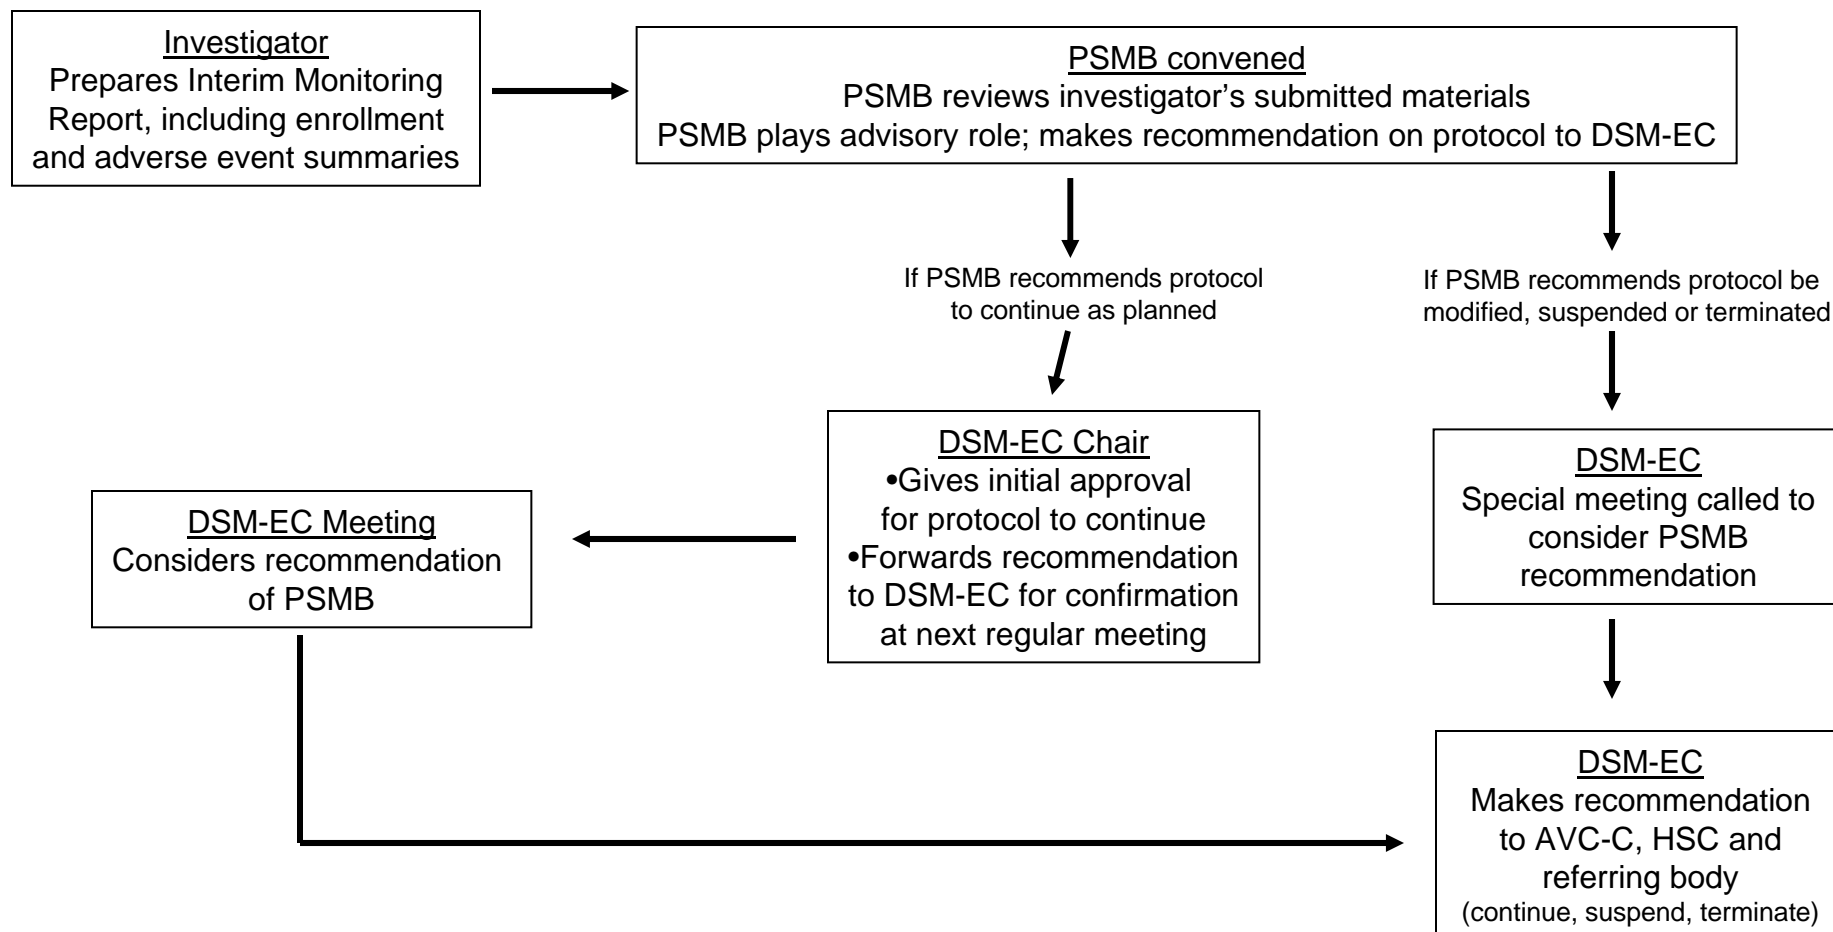 Investigator
Prepares Interim Monitoring
Report, including enrollment
and adverse event summaries
PSMB convened
PSMB reviews investigator's submitted materials
PSMB plays advisory role; makes recommendation on protocol to DSM-EC
If PSMB recommends protocol
to continue as planned
If PSMB recommends protocol be
modified, suspended or terminated
DSM-EC Chair
•Gives initial approval
for protocol to continue
•Forwards recommendation
to DSM-EC for confirmation
at next regular meeting
DSM-EC Meeting
Considers recommendation
of PSMB
DSM-EC
Special meeting called to
consider PSMB
recommendation
DSM-EC
Makes recommendation
to AVC-C, HSC and
referring body
(continue, suspend, terminate)